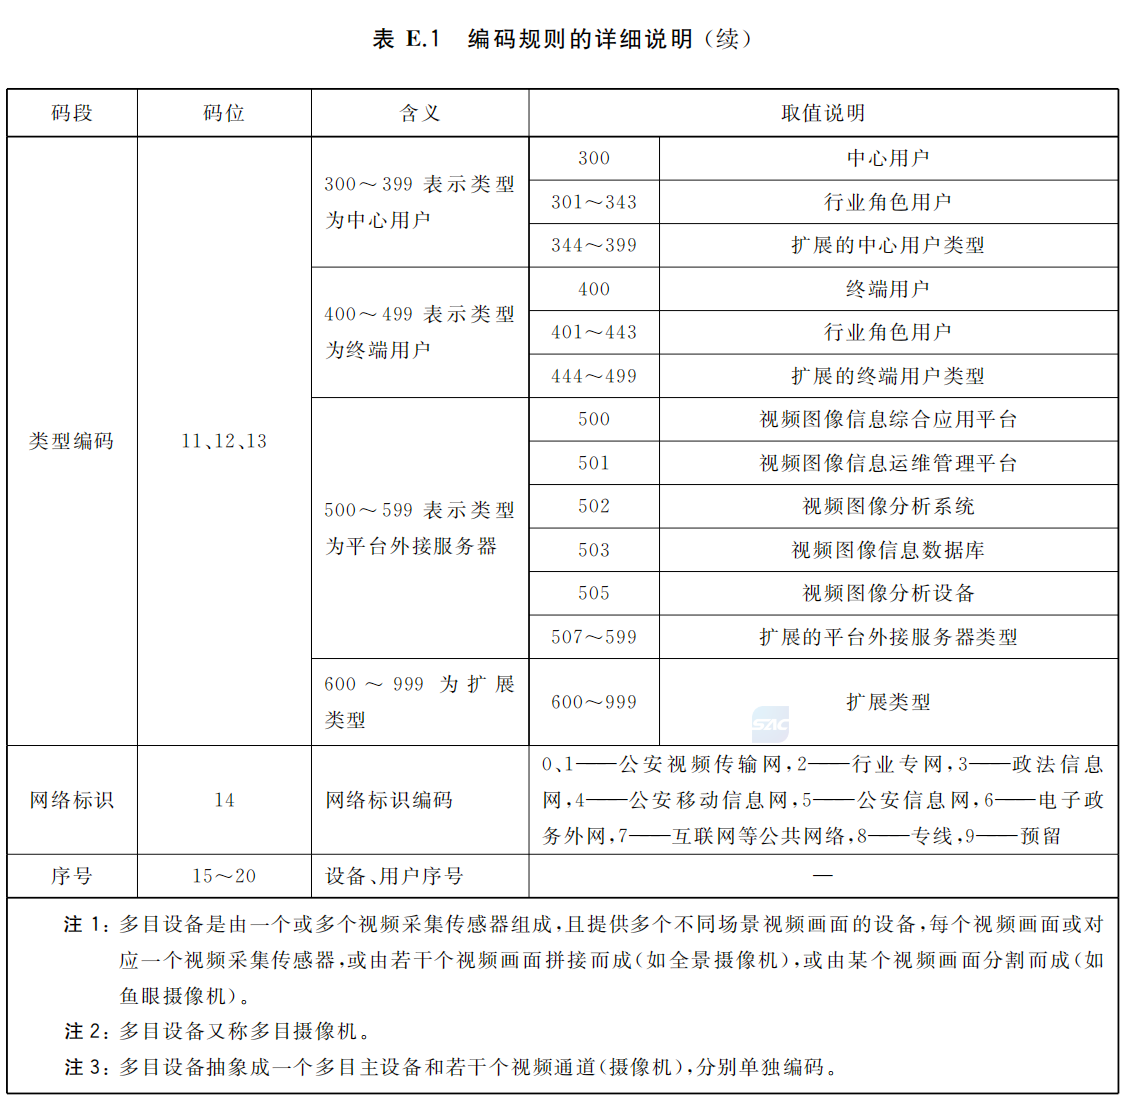 表 E.1 编码规则的详细说明（续）
码段 码位 含义 取值说明
类型编码
11、12、13
300～399 表示类型
为中心用户
300 中心用户
301～343 行业角色用户
344～399 扩展的中心用户类型
400～499 表示类型
为终端用户
400 终端用户
401～443 行业角色用户
444～499 扩展的终端用户类型
500～599 表示类型
为平台外接服务器
500 视频图像信息综合应用平台
501 视频图像信息运维管理平台
502 视频图像分析系统
503 视频图像信息数据库
505 视频图像分析设备
507～599 扩展的平台外接服务器类型
600～999 为扩展
类型
600～999 扩展类型
SAC
网络标识 14 网络标识编码
0、1——公安视频传输网，2——行业专网，3——政法信息
网，4——公安移动信息网，5——公安信息网，6——电子政
务外网，7——互联网等公共网络，8——专线，9——预留
序号 15～20 设备、用户序号 —
注 1：多目设备是由一个或多个视频采集传感器组成，且提供多个不同场景视频画面的设备，每个视频画面或对
应一个视频采集传感器，或由若干个视频画面拼接而成（如全景摄像机），或由某个视频画面分割而成（如
鱼眼摄像机）。
注 2：多目设备又称多目摄像机。
注 3：多目设备抽象成一个多目主设备和若干个视频通道（摄像机），分别单独编码。